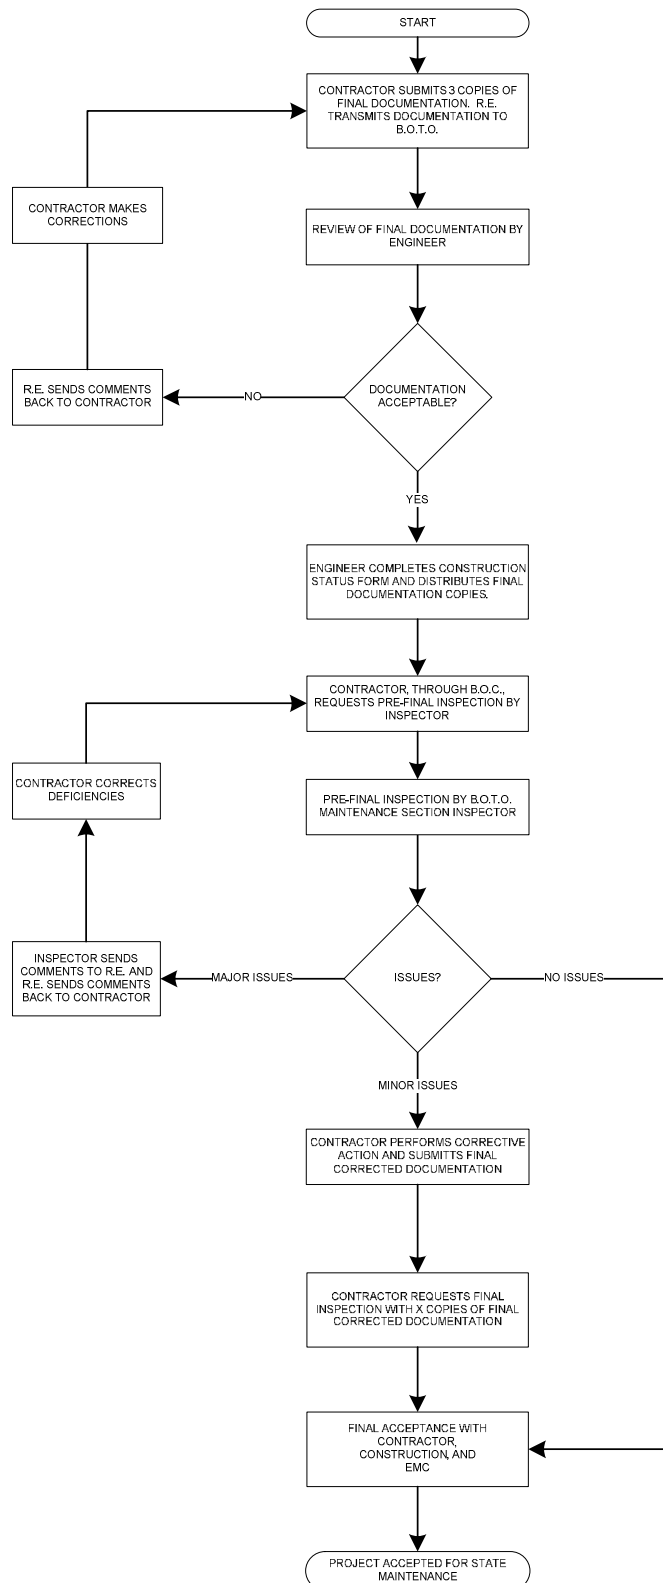 START
CONTRACTOR SUBMITS 3 COPIES OF
FINAL DOCUMENTATION. R.E.
TRANSMITS DOCUMENTATION TO
B.O.T.O.
CONTRACTOR MAKES
CORRECTIONS
REVIEW OF FINAL DOCUMENTATION BY
ENGINEER
R.E. SENDS COMMENTS
BACK TO CONTRACTOR
NO
DOCUMENTATION
ACCEPTABLE?
YES
ENGINEER COMPLETES CONSTRUCTION
STATUS FORM AND DISTRIBUTES FINAL
DOCUMENTATION COPIES.
CONTRACTOR, THROUGH B.O.C.,
REQUESTS PRE-FINAL INSPECTION BY
INSPECTOR
CONTRACTOR CORRECTS
DEFICIENCIES
PRE-FINAL INSPECTION BY B.O.T.O.
MAINTENANCE SECTION INSPECTOR
INSPECTOR SENDS
COMMENTS TO R.E. AND
R.E. SENDS COMMENTS
BACK TO CONTRACTOR
MAJOR ISSUES
ISSUES?
NO ISSUES
MINOR ISSUES
CONTRACTOR PERFORMS CORRECTIVE
ACTION AND SUBMITTS FINAL
CORRECTED DOCUMENTATION
CONTRACTOR REQUESTS FINAL
INSPECTION WITH X COPIES OF FINAL
CORRECTED DOCUMENTATION
FINAL ACCEPTANCE WITH
CONTRACTOR,
CONSTRUCTION, AND
EMC
PROJECT ACCEPTED FOR STATE
MAINTENANCE